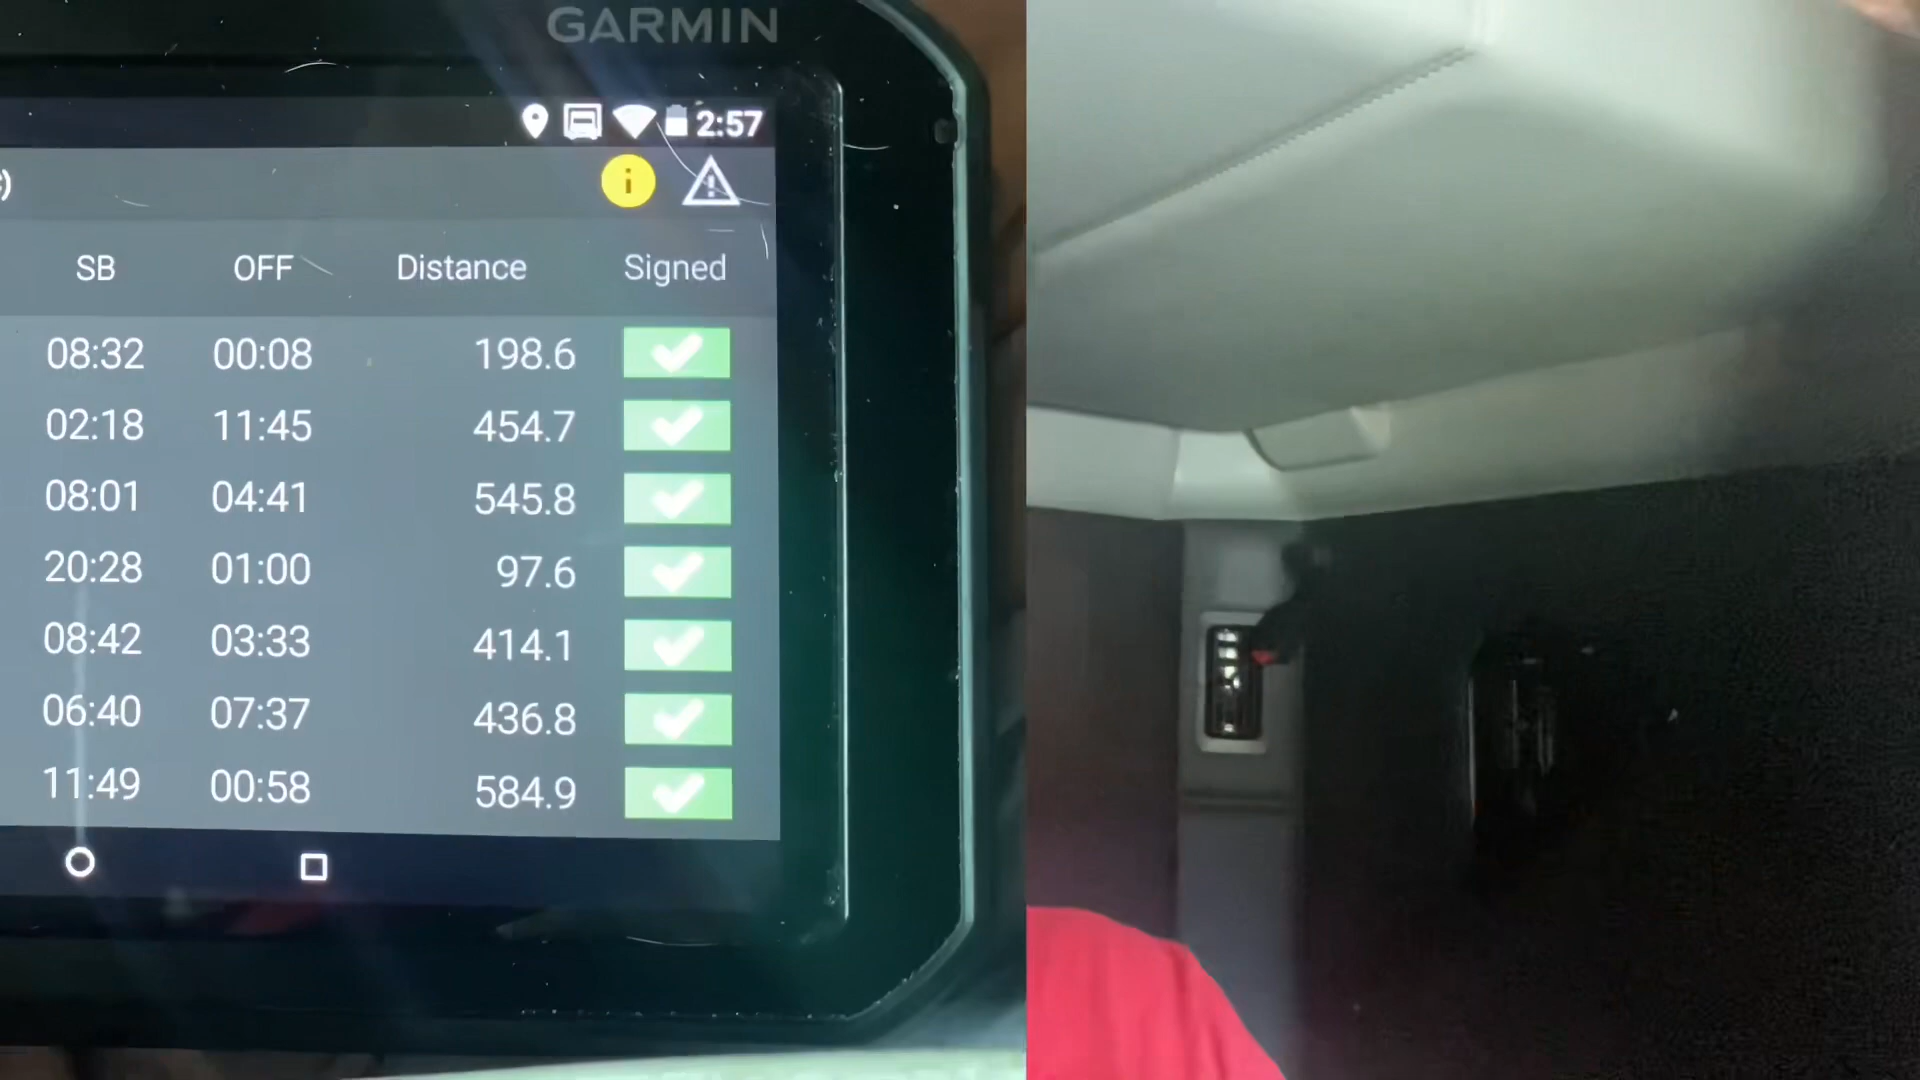 GARMIN
2:57
i
SB OFF Distance Signed
08:32 00:08 198.6
02:18 11:45 454.7
08:01 04:41 545.8
20:28 01:00 97.6
08:42 03:33 414.1
06:40 07:37 436.8
11:49 00:58 584.9